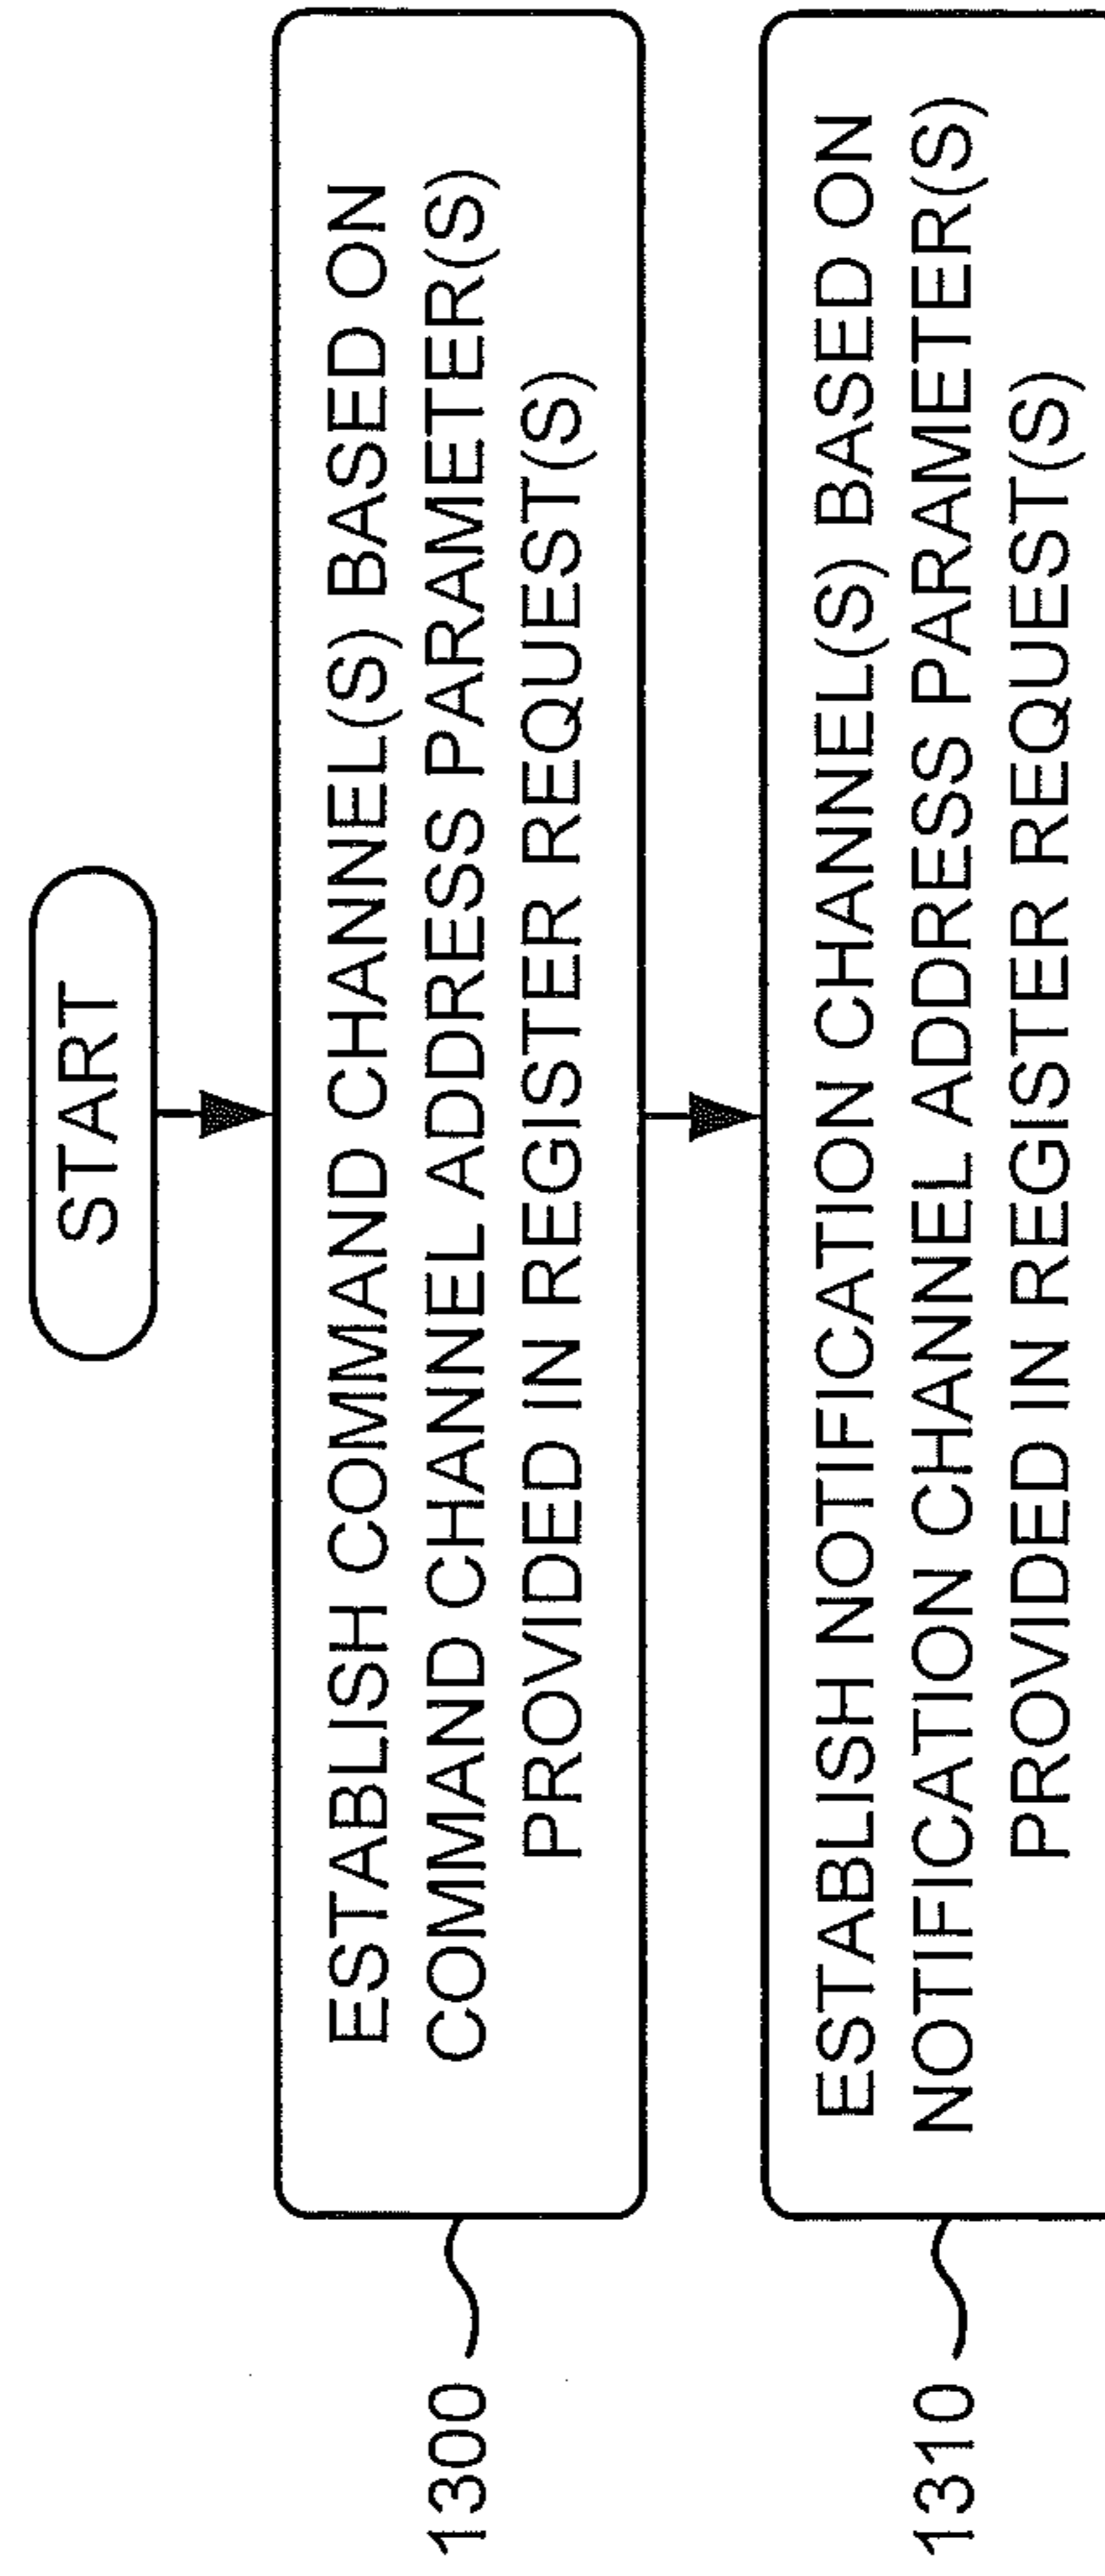 START
ESTABLISH COMMAND CHANNEL(S) BASED ON
COMMAND CHANNEL ADDRESS PARAMETER(S)
PROVIDED IN REGISTER REQUEST(S)
1300
ESTABLISH NOTIFICATION CHANNEL(S) BASED ON
NOTIFICATION CHANNEL ADDRESS PARAMETER(S)
PROVIDED IN REGISTER REQUEST(S)
1310